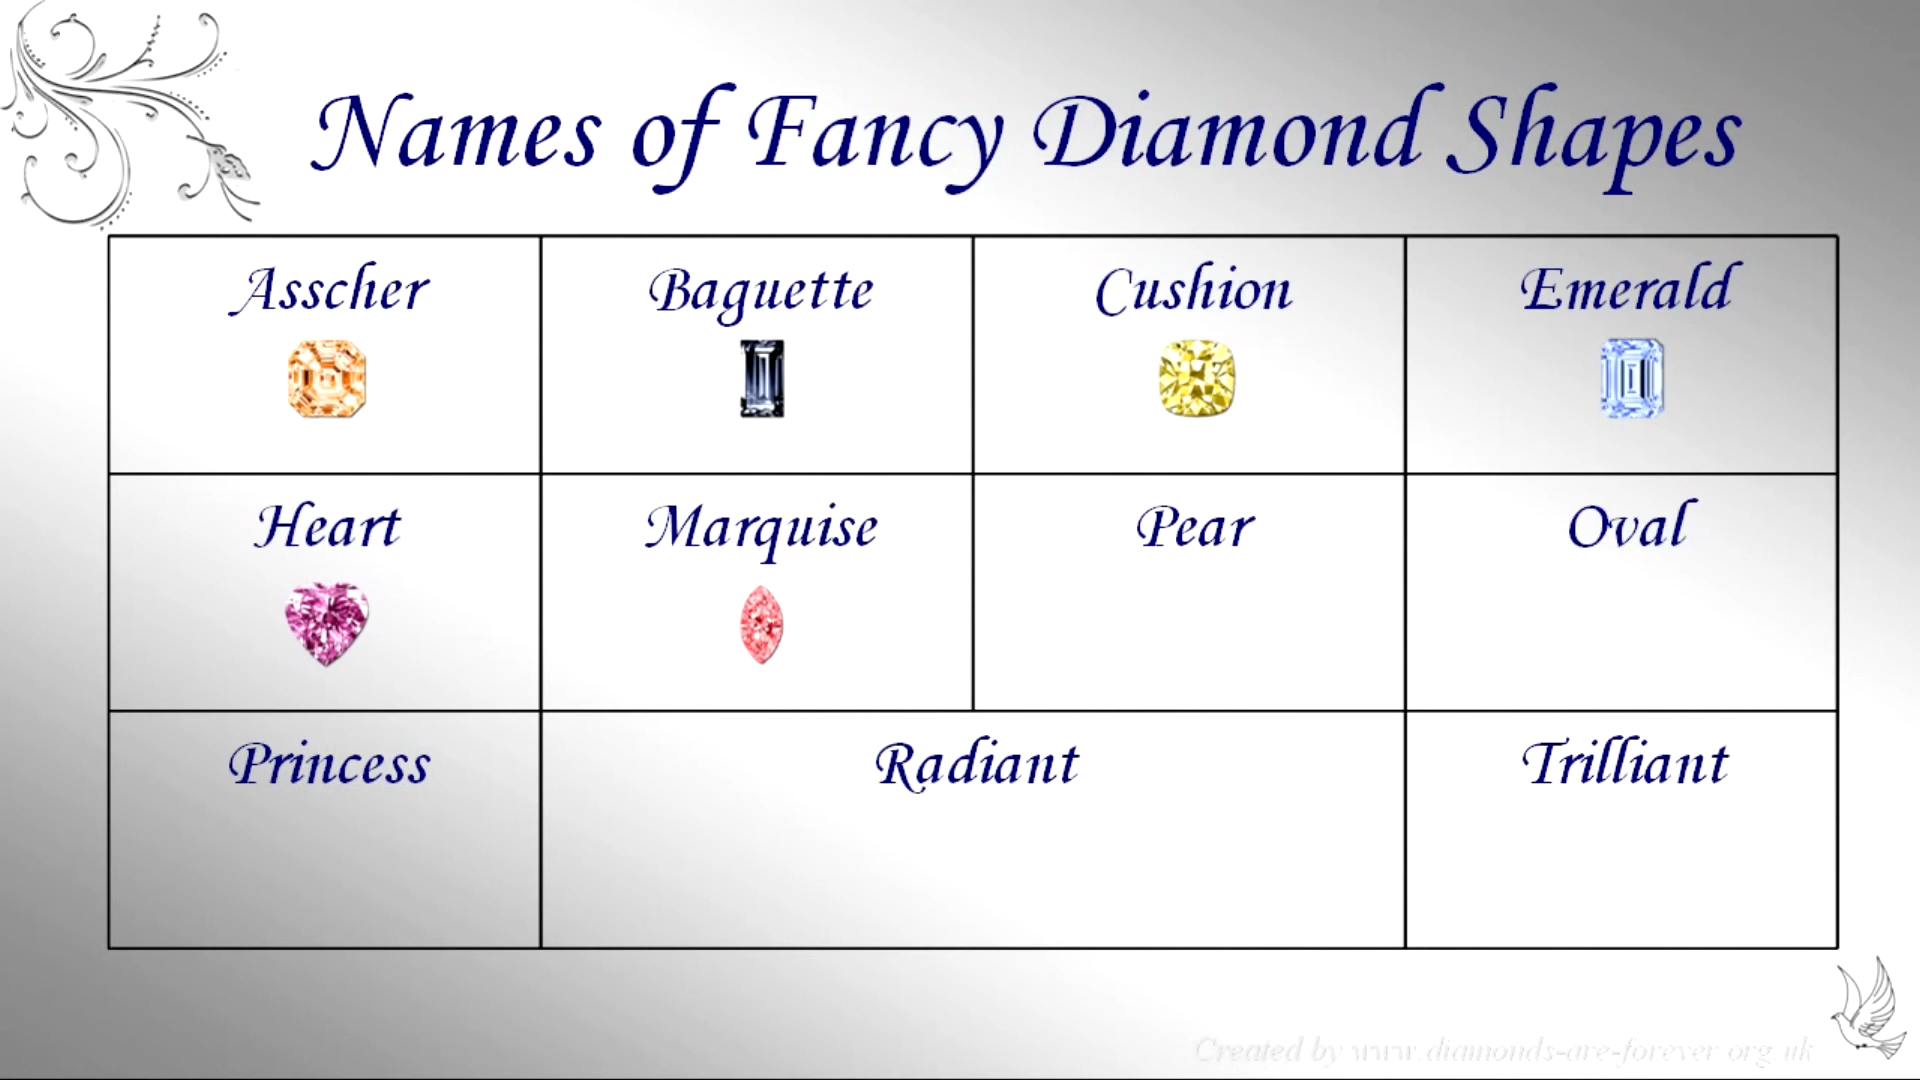 Names of Fancy Diamond Shapes
Asscher Baguette Cushion Emerald
Heart Marquise Pear Oval
Princess Radiant Trilliant
Created by www.diamonds-are-forever.org.uk